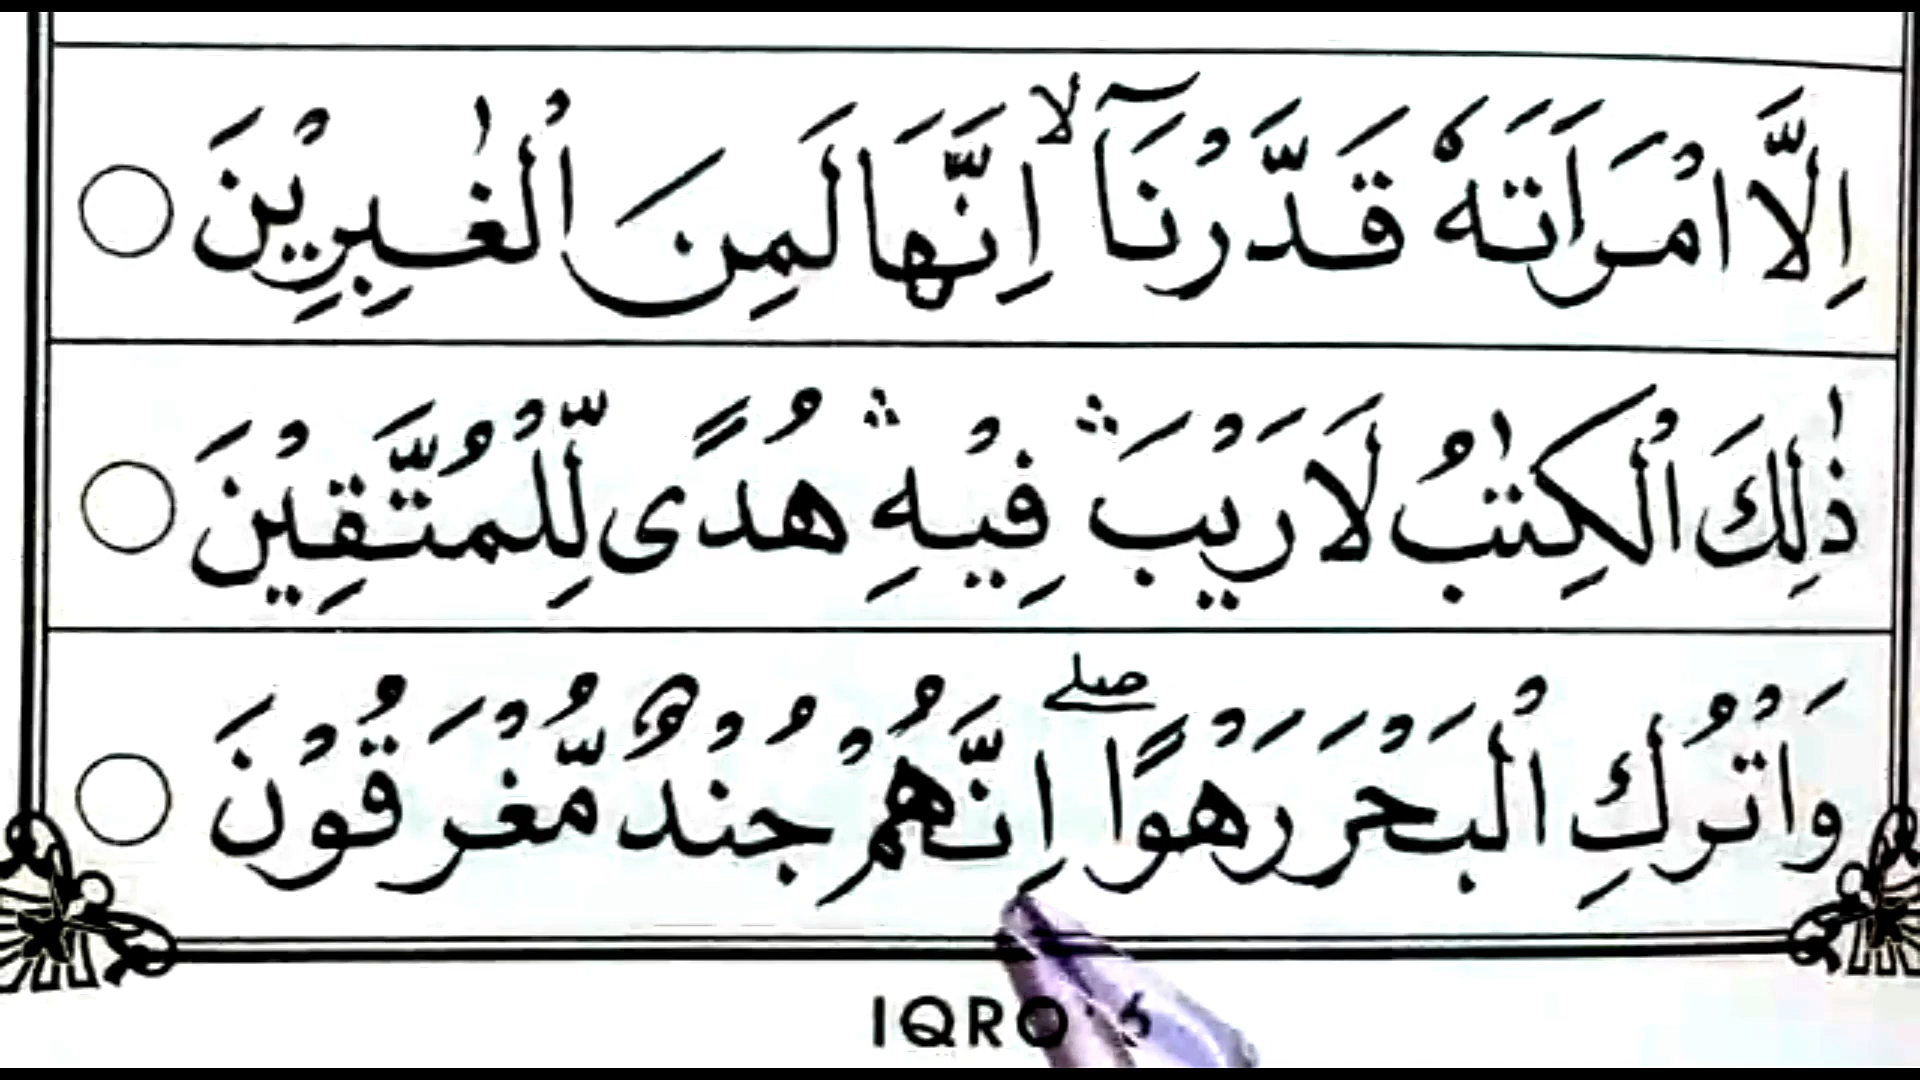 اِلَّا امْرَاَتَهٗ قَدَّرْنَآ ۙ اِنَّهَا لَمِنَ الْغٰبِرِيْنَ ○
ذٰلِكَ الْكِتٰبُ لَا رَيْبَ ۛ فِيْهِ ۛ هُدًى لِّلْمُتَّقِيْنَ ○
وَاتْرُكِ الْبَحْرَ رَهْوًا ۖ اِنَّهُمْ جُنْدٌ مُّغْرَقُوْنَ ○
IQRO' 6